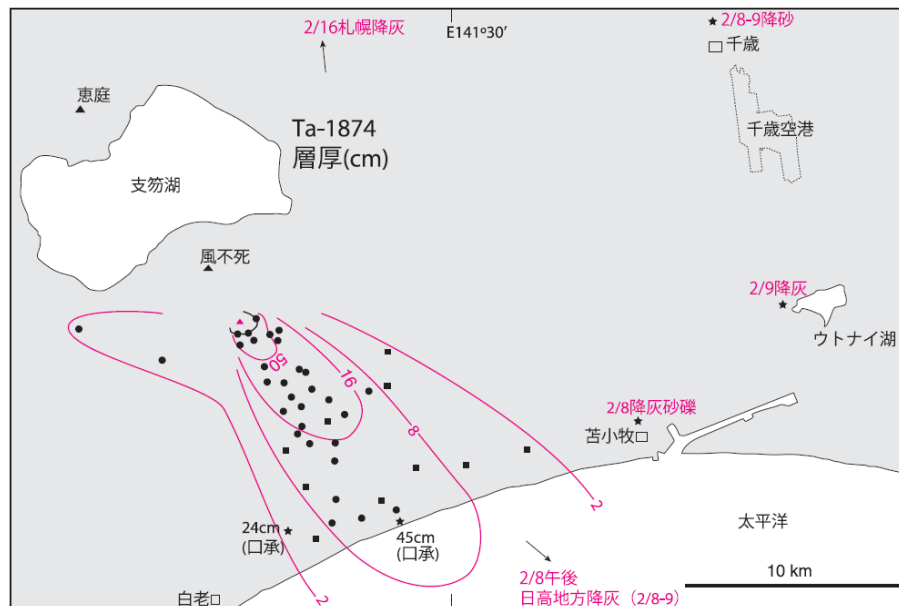 2/16札幌降灰
E141º30′
2/8-9降砂
千歳
恵庭
Ta-1874
層厚(cm)
千歳空港
支笏湖
風不死
2/9降灰
ウトナイ湖
50
16
8
2/8降灰砂礫
苫小牧
2
24cm
(口承)
45cm
(口承)
太平洋
2/8午後
日高地方降灰（2/8-9）
10 km
白老
2